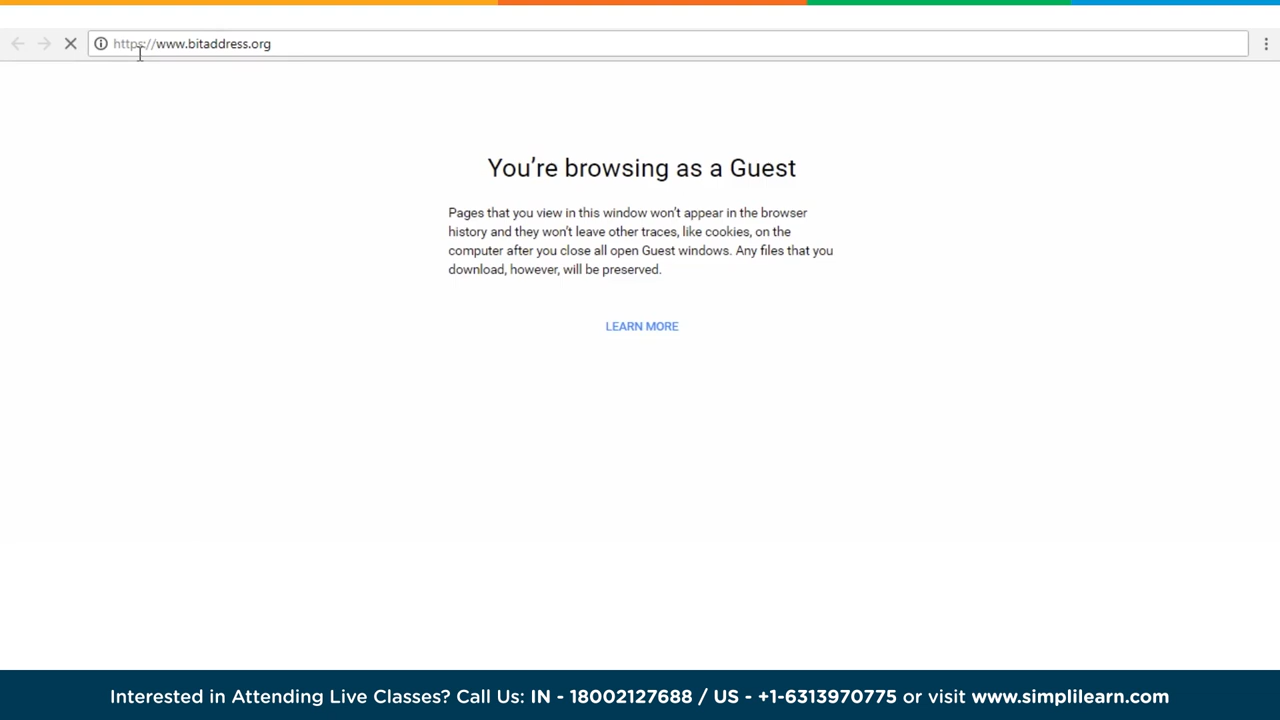 https://www.bitaddress.org
You’re browsing as a Guest
Pages that you view in this window won’t appear in the browser
history and they won’t leave other traces, like cookies, on the
computer after you close all open Guest windows. Any files that you
download, however, will be preserved.
LEARN MORE
Interested in Attending Live Classes? Call Us: IN - 18002127688 / US - +1-6313970775 or visit www.simplilearn.com